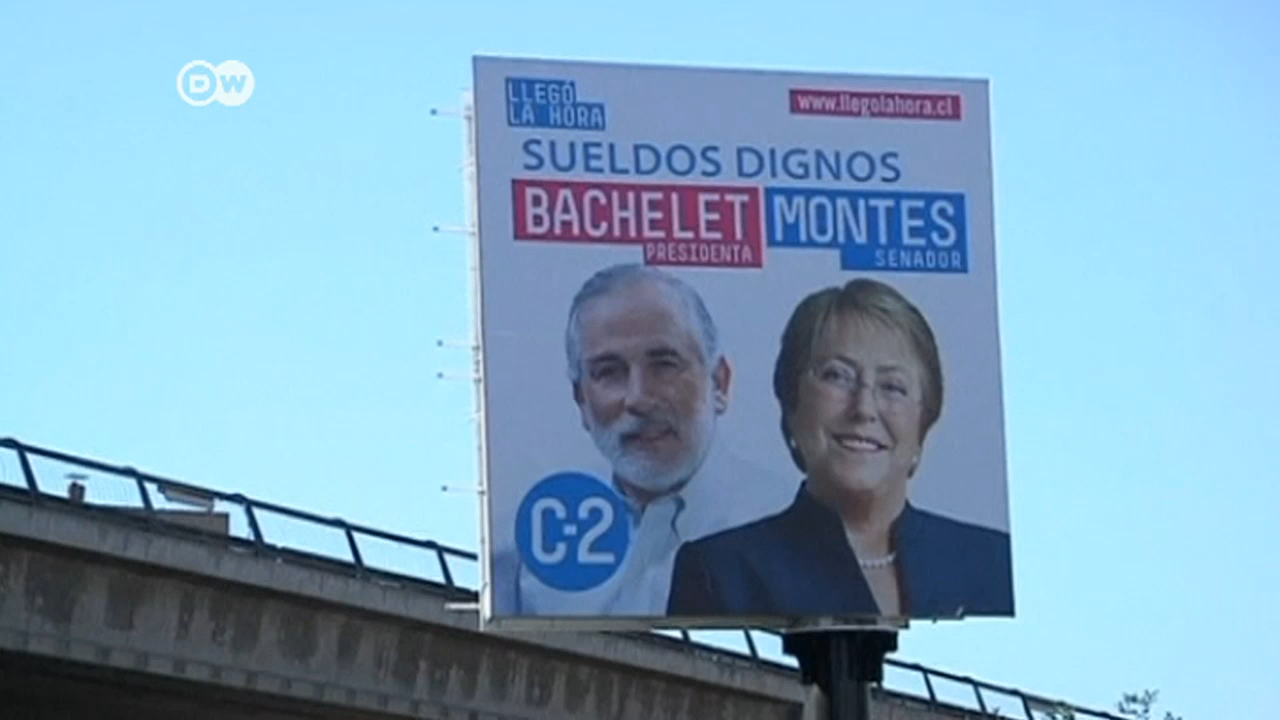 DW
LLEGÓ
LA HORA
www.llegolahora.cl
SUELDOS DIGNOS
BACHELET
PRESIDENTA
MONTES
SENADOR
C-2